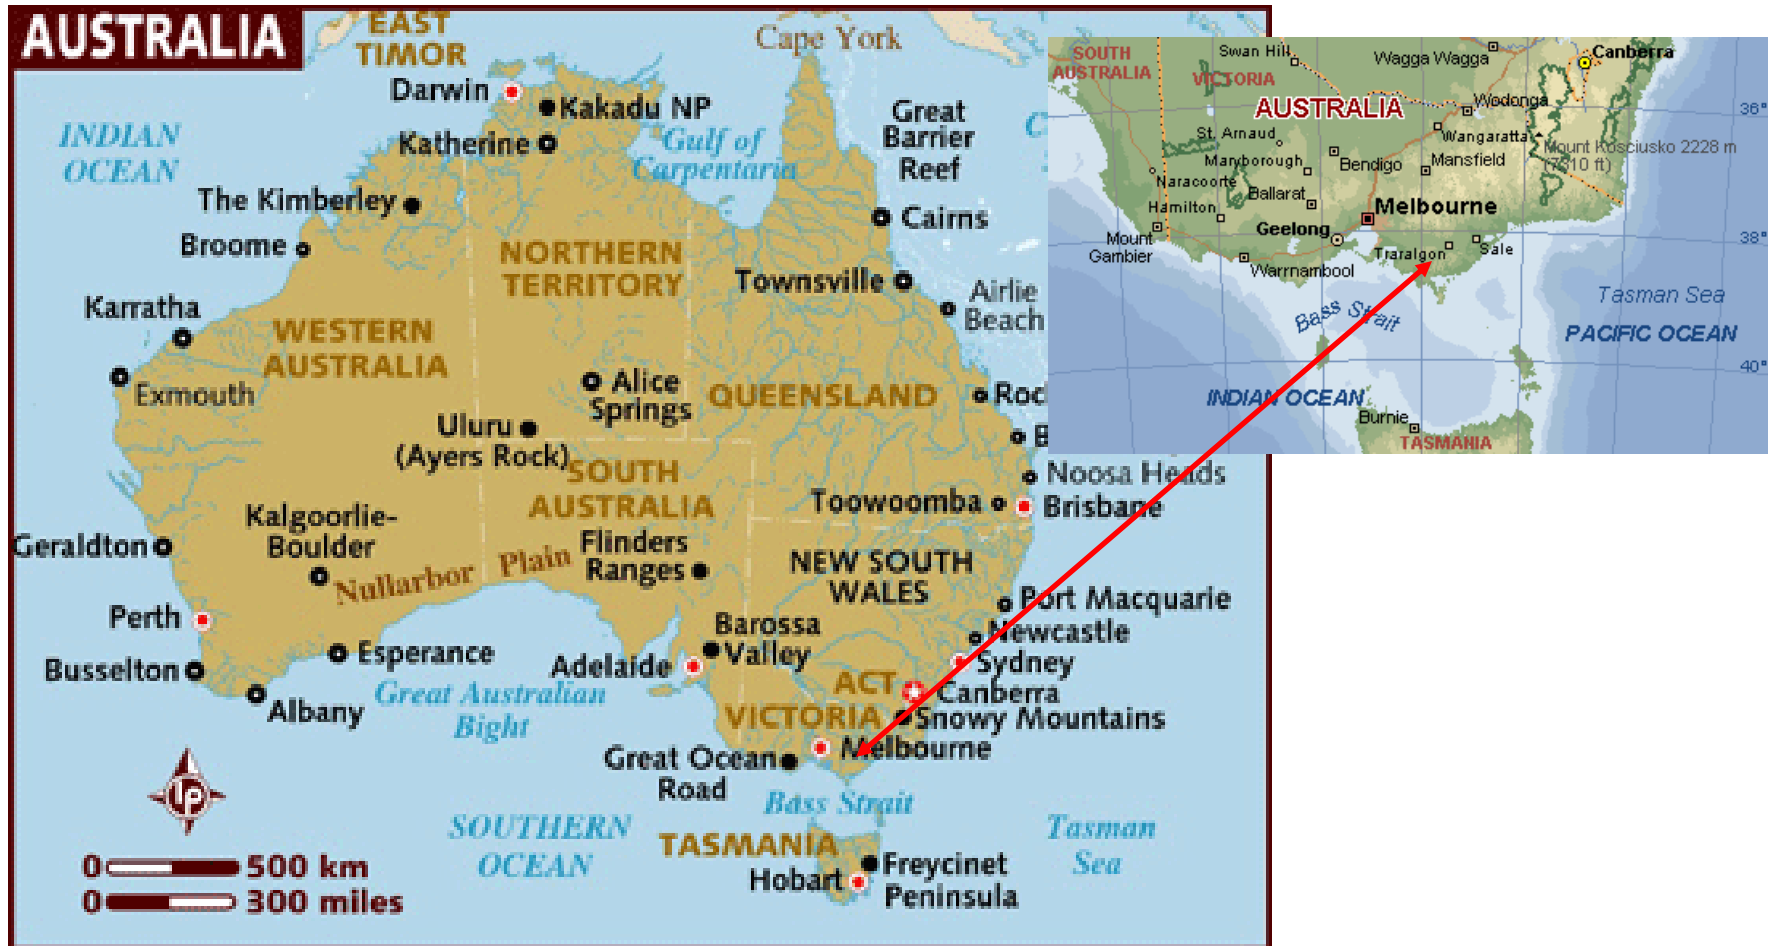 AUSTRALIA
EAST
TIMOR
Cape York
Darwin
Kakadu NP
Katherine
INDIAN
OCEAN
Gulf of
Carpentaria
Great
Barrier
Reef
C
The Kimberley
Cairns
Broome
NORTHERN
TERRITORY
Townsville
Airlie
Beach
Karratha
WESTERN
AUSTRALIA
Exmouth
Alice
Springs
QUEENSLAND
Roc
Uluru
(Ayers Rock)
SOUTH
AUSTRALIA
Noosa Heads
Toowoomba
Brisbane
Kalgoorlie-
Boulder
Geraldton
Nullarbor Plain
Flinders
Ranges
NEW SOUTH
WALES
Port Macquarie
Perth
Barossa
Valley
Newcastle
Esperance
Adelaide
Sydney
Busselton
Albany
Great Australian
Bight
ACT
Canberra
VICTORIA
Snowy Mountains
Great Ocean
Road
Melbourne
Bass Strait
SOUTHERN
OCEAN
TASMANIA
Tasman
Sea
Freycinet
Peninsula
Hobart
LP
0 500 km
0 300 miles
SOUTH
AUSTRALIA
Swan Hill
VICTORIA
Wagga Wagga
Canberra
AUSTRALIA
Wodonga
36°
St. Arnaud
Wangaratta
Mount Kosciusko 2228 m
(7310 ft)
Maryborough
Bendigo
Mansfield
Naracoorte
Ballarat
Hamilton
Melbourne
Geelong
38°
Mount
Gambier
Traralgon
Sale
Warrnambool
Bass Strait
Tasman Sea
PACIFIC OCEAN
40°
INDIAN OCEAN
Burnie
TASMANIA